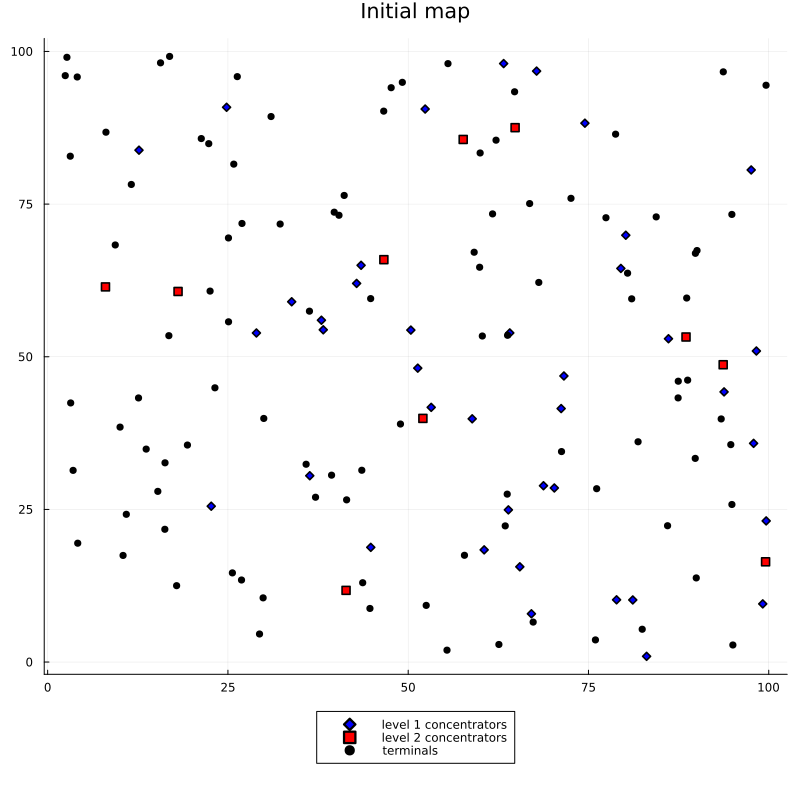 Initial map
100
75
50
25
0
0 25 50 75 100
level 1 concentrators
level 2 concentrators
terminals